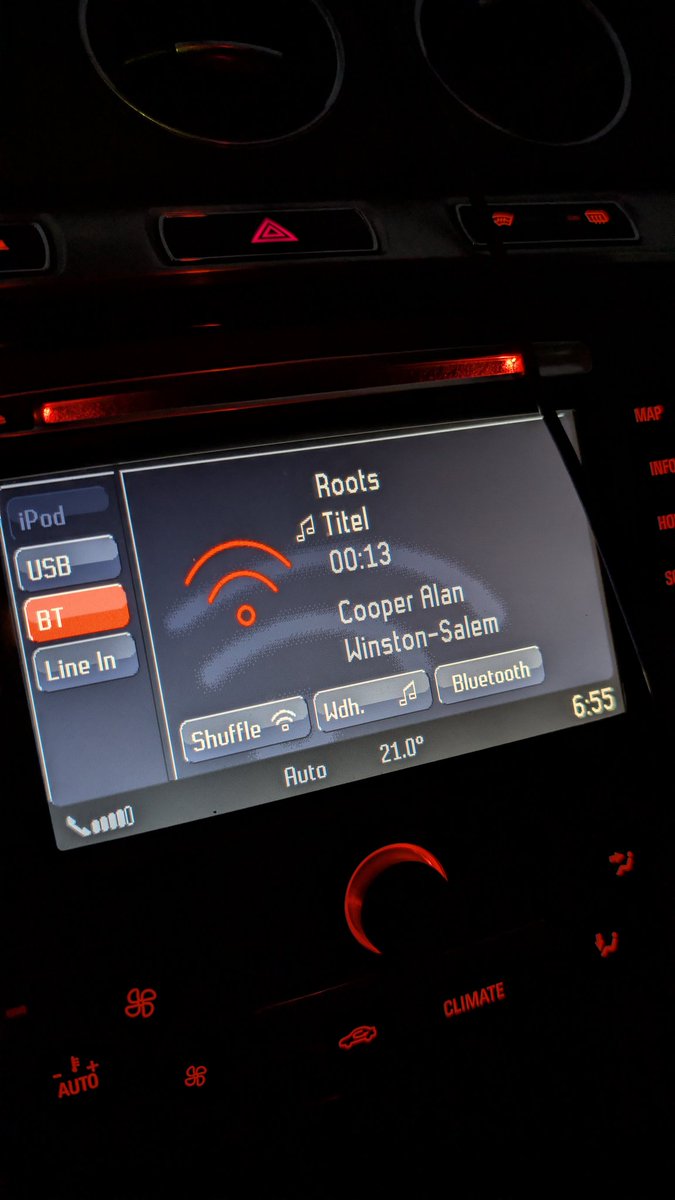 MAP
INFO
Roots
Titel
00:13
Cooper Alan
Winston-Salem
iPod
USB
BT
Line In
Shuffle
Wdh.
Bluetooth
6:55
Auto
21.0°
CLIMATE
- +
AUTO